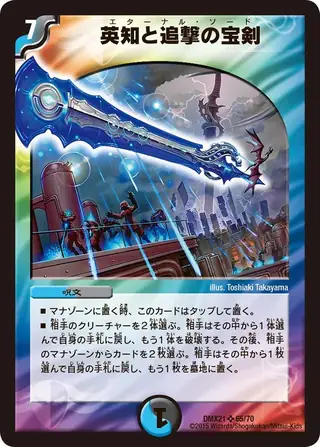 7
エターナル・ソード
英知と追撃の宝剣
illus. Toshiaki Takayama
呪文
■ マナゾーンに置く時、このカードはタップして置く。
■ 相手のクリーチャーを2体選ぶ。相手はその中から1体選
んで自身の手札に戻し、もう1体を破壊する。その後、相手
のマナゾーンからカードを2枚選ぶ。相手はその中から1枚
選んで自身の手札に戻し、もう1枚を墓地に置く。
1
DMX21 65/70
©2015 Wizards/Shogakukan/Mitsui-Kids